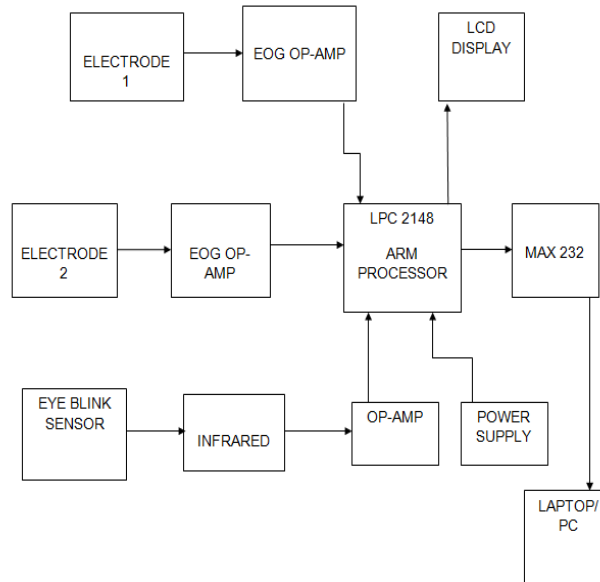 ELECTRODE
1
EOG OP-AMP
LCD
DISPLAY
ELECTRODE
2
EOG OP-
AMP
LPC 2148
ARM
PROCESSOR
MAX 232
EYE BLINK
SENSOR
INFRARED
OP-AMP
POWER
SUPPLY
LAPTOP/
PC